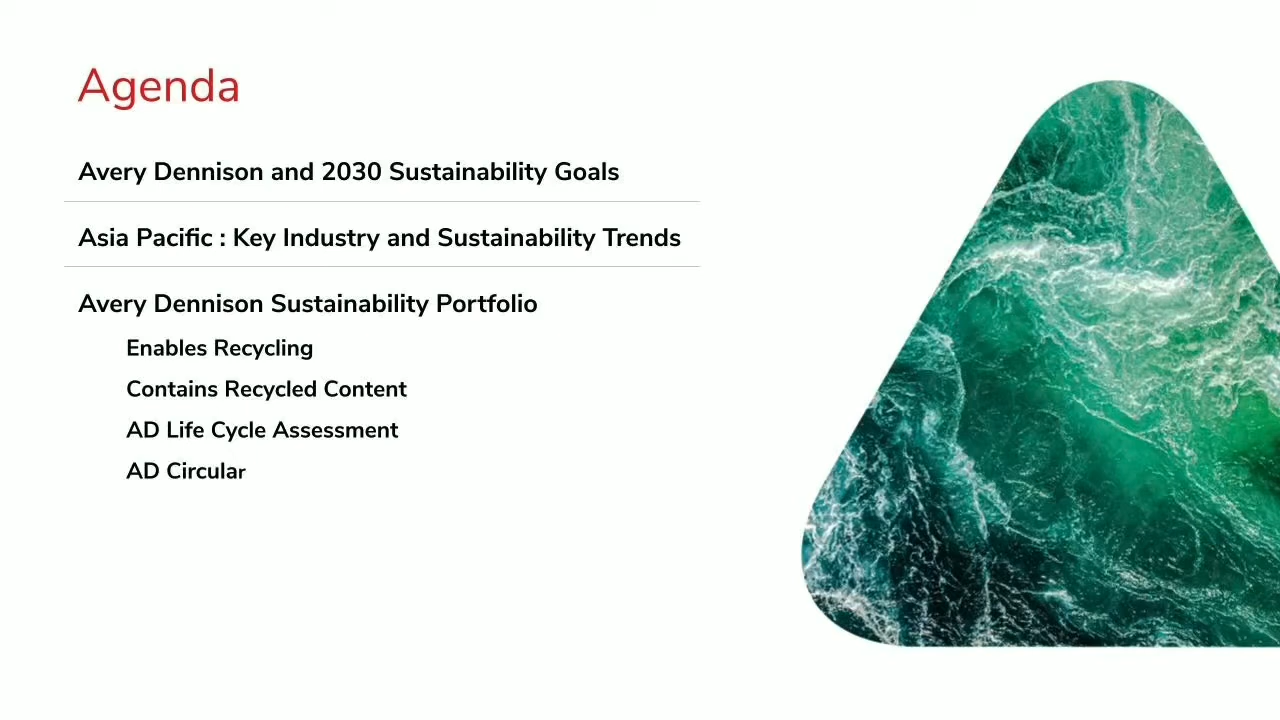 Agenda
Avery Dennison and 2030 Sustainability Goals
Asia Pacific : Key Industry and Sustainability Trends
Avery Dennison Sustainability Portfolio
Enables Recycling
Contains Recycled Content
AD Life Cycle Assessment
AD Circular